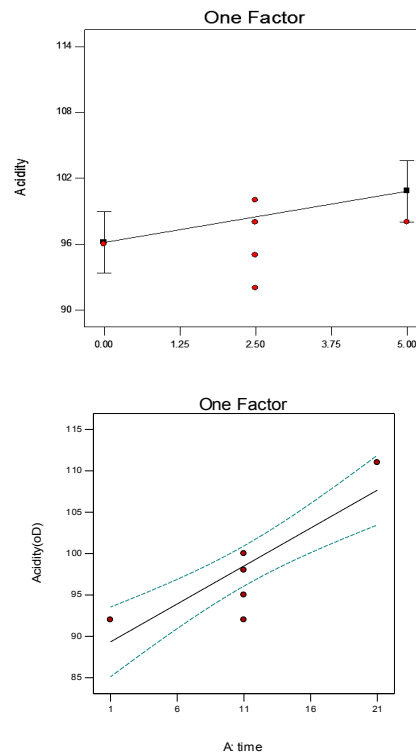 One Factor
114
108
102
96
90
Acidity
0.00 1.25 2.50 3.75 5.00
One Factor
115
110
105
100
95
90
85
Acidity(oD)
1 6 11 16 21
A: time